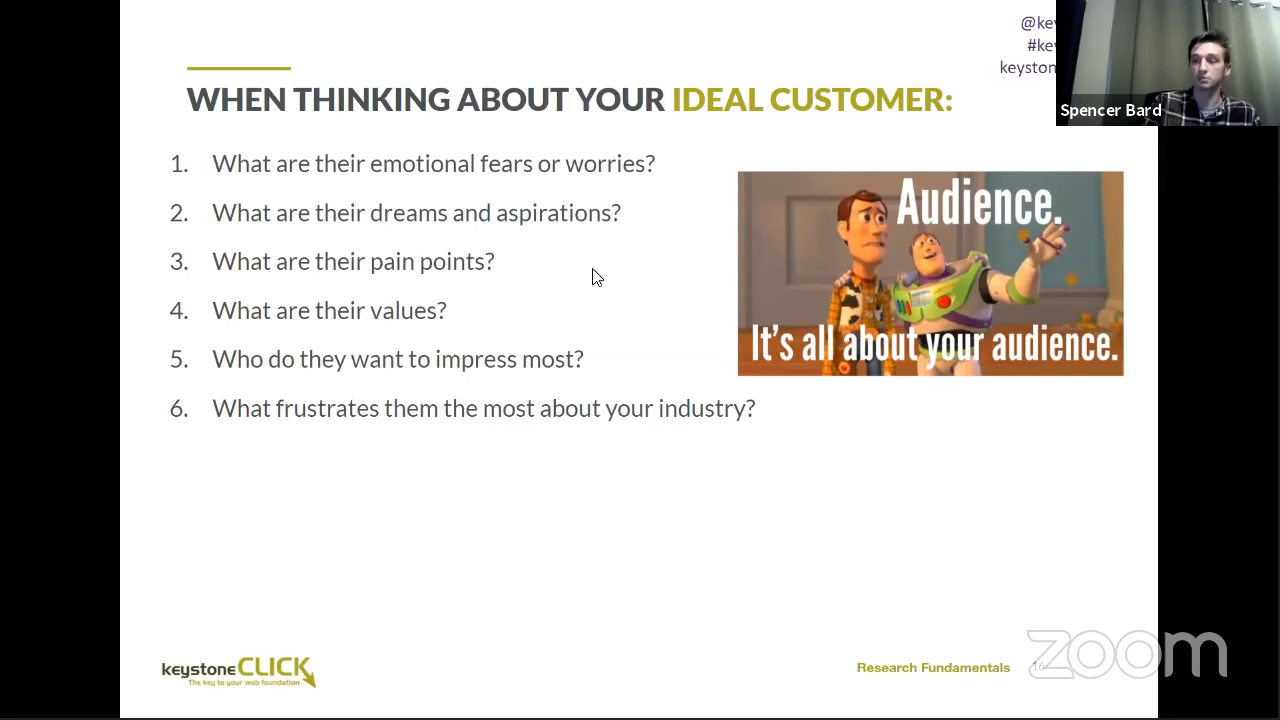 @key
#key
keyston
Spencer Bard
WHEN THINKING ABOUT YOUR IDEAL CUSTOMER:
1. What are their emotional fears or worries?
2. What are their dreams and aspirations?
3. What are their pain points?
4. What are their values?
5. Who do they want to impress most?
6. What frustrates them the most about your industry?
Audience.
It's all about your audience.
keystoneCLICK
The key to your web foundation
Research Fundamentals
zoom